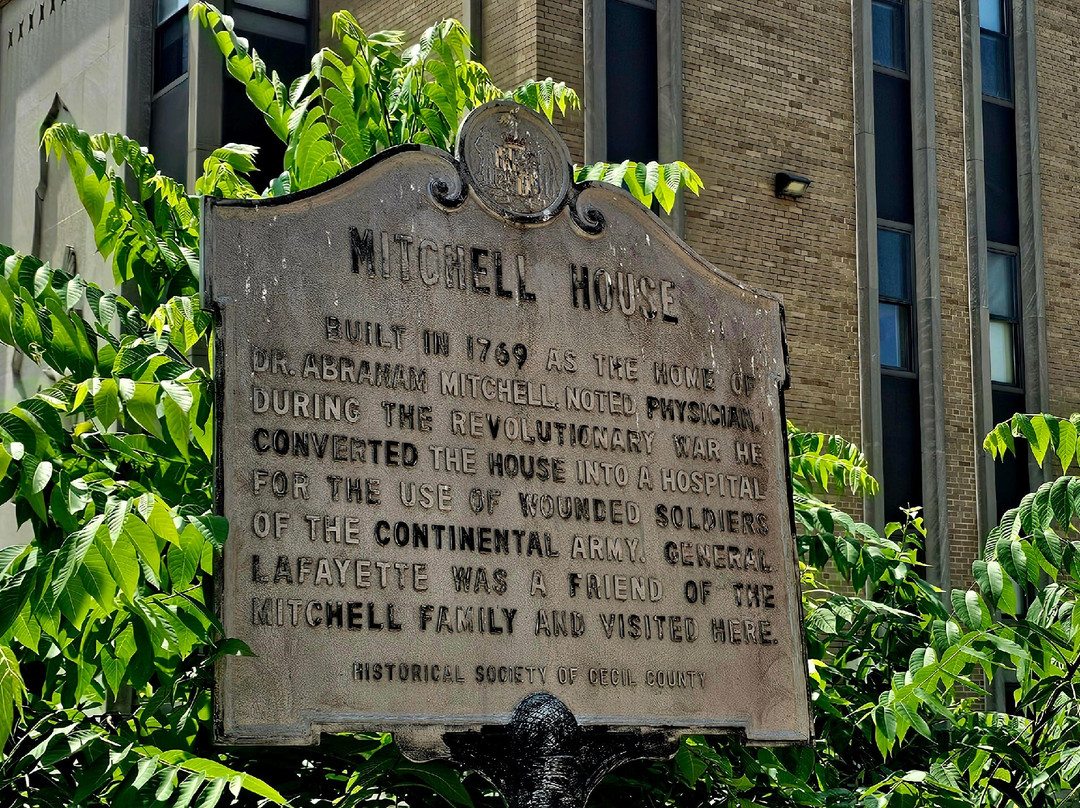 MITCHELL HOUSE
BUILT IN 1769 AS THE HOME OF
DR. ABRAHAM MITCHELL, NOTED PHYSICIAN.
DURING THE REVOLUTIONARY WAR HE
CONVERTED THE HOUSE INTO A HOSPITAL
FOR THE USE OF WOUNDED SOLDIERS
OF THE CONTINENTAL ARMY. GENERAL
LAFAYETTE WAS A FRIEND OF THE
MITCHELL FAMILY AND VISITED HERE.
HISTORICAL SOCIETY OF CECIL COUNTY